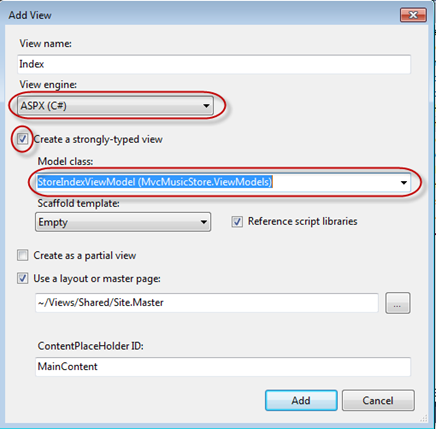 Add View
View name:
Index
View engine:
ASPX (C#)
Create a strongly-typed view
Model class:
StoreIndexViewModel (MvcMusicStore.ViewModels)
Scaffold template:
Empty
Reference script libraries
Create as a partial view
Use a layout or master page:
~/Views/Shared/Site.Master
...
ContentPlaceHolder ID:
MainContent
Add
Cancel